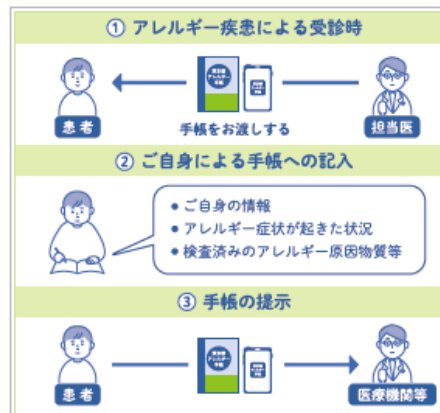 ① アレルギー疾患による受診時
患者
手帳をお渡しする
担当医
② ご自身による手帳への記入
● ご自身の情報
● アレルギー症状が起きた状況
● 検査済みのアレルギー原因物質等
③ 手帳の提示
患者
医療機関等